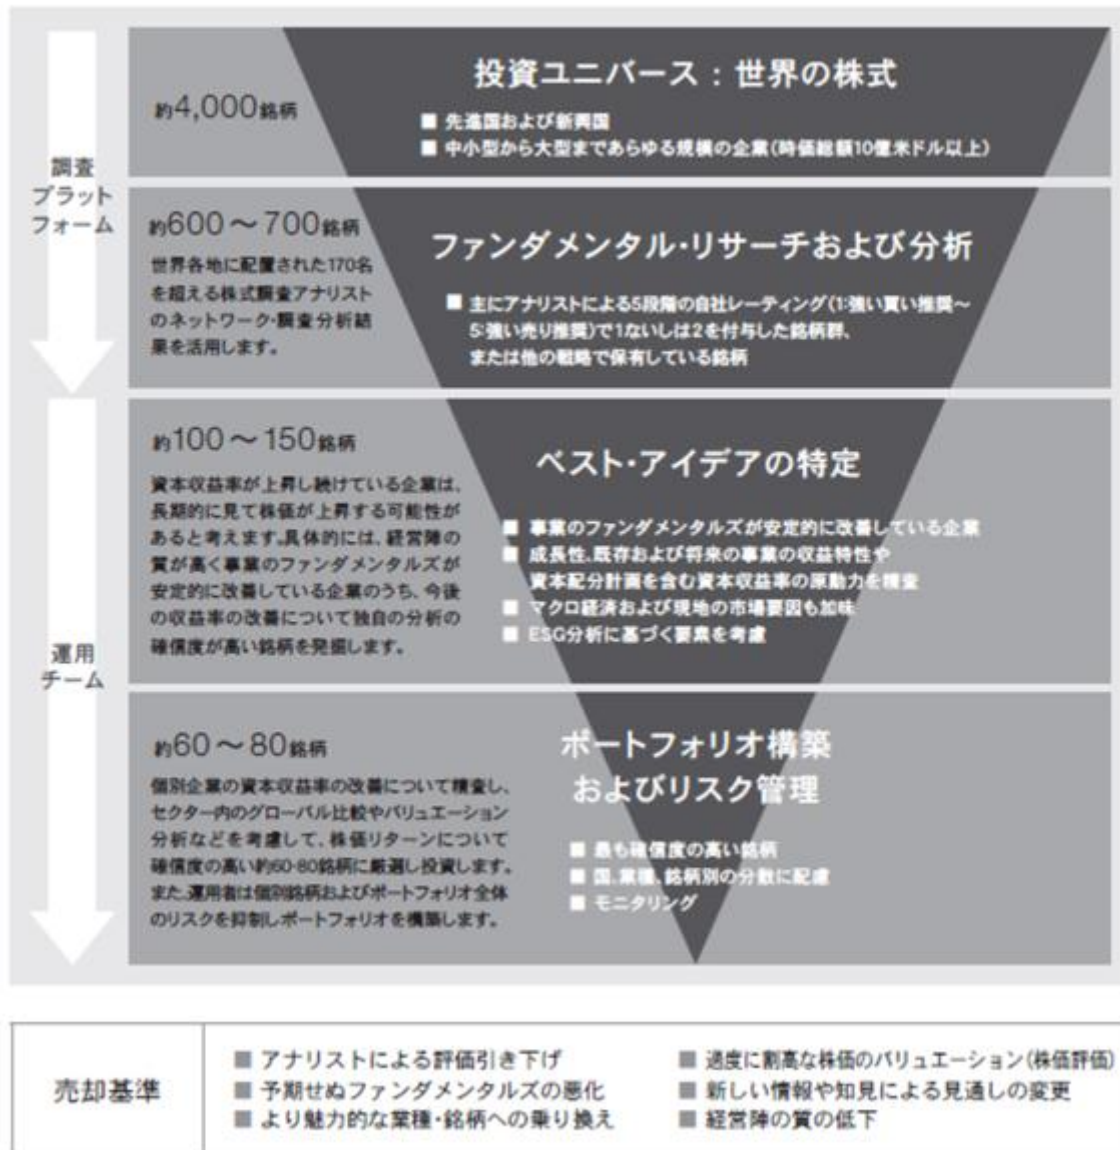 調査
プラット
フォーム
約4,000銘柄
投資ユニバース：世界の株式
■ 先進国および新興国
■ 中小型から大型まであらゆる規模の企業(時価総額10億米ドル以上)
約600～700銘柄
世界各地に配置された170名
を超える株式調査アナリスト
のネットワーク・調査分析結
果を活用します。
ファンダメンタル・リサーチおよび分析
■ 主にアナリストによる5段階の自社レーティング(1:強い買い推奨～
5:強い売り推奨)で1ないしは2を付与した銘柄群、
または他の戦略で保有している銘柄
運用
チーム
約100～150銘柄
資本収益率が上昇し続けている企業は、
長期的に見て株価が上昇する可能性が
あると考えます。具体的には、経営陣の
質が高く事業のファンダメンタルズが
安定的に改善している企業のうち、今後
の収益率の改善について独自の分析の
確信度が高い銘柄を発掘します。
ベスト・アイデアの特定
■ 事業のファンダメンタルズが安定的に改善している企業
■ 成長性、既存および将来の事業の収益特性や
資本配分計画を含む資本収益率の原動力を精査
■ マクロ経済および現地の市場要因も加味
■ ESG分析に基づく要素を考慮
約60～80銘柄
個別企業の資本収益率の改善について精査し、
セクター内のグローバル比較やバリュエーション
分析などを考慮して、株価リターンについて
確信度の高い約60-80銘柄に厳選し投資します。
また、運用者は個別銘柄およびポートフォリオ全体
のリスクを抑制しポートフォリオを構築します。
ポートフォリオ構築
およびリスク管理
■ 最も確信度の高い銘柄
■ 国、業種、銘柄別の分散に配慮
■ モニタリング
売却基準
■ アナリストによる評価引き下げ
■ 予期せぬファンダメンタルズの悪化
■ より魅力的な業種・銘柄への乗り換え
■ 過度に割高な株価のバリュエーション(株価評価)
■ 新しい情報や知見による見通しの変更
■ 経営陣の質の低下